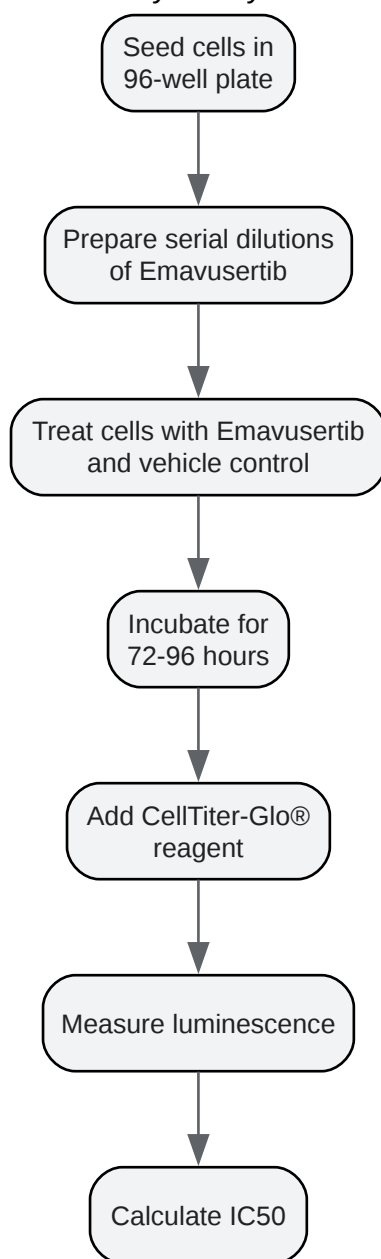 Seed cells in
96-well plate
Prepare serial dilutions
of Emavusertib
Treat cells with Emavusertib
and vehicle control
Incubate for
72-96 hours
Add CellTiter-Glo®
reagent
Measure luminescence
Calculate IC50